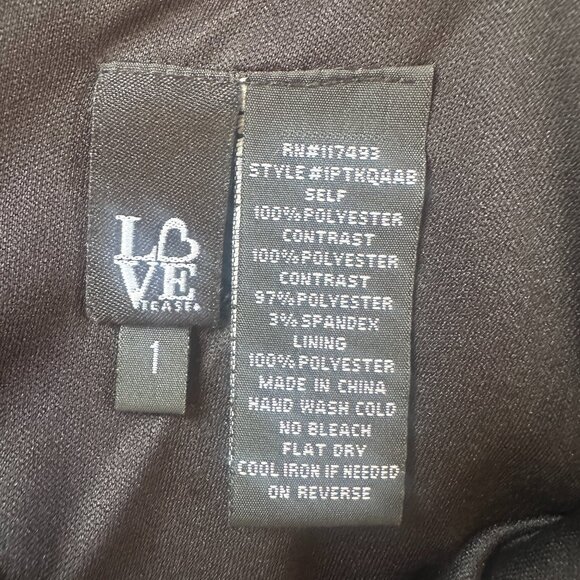 LOVE
TEASE
1
RN#117493
STYLE #IPTKQAAB
SELF
100% POLYESTER
CONTRAST
100% POLYESTER
CONTRAST
97% POLYESTER
3% SPANDEX
LINING
100% POLYESTER
MADE IN CHINA
HAND WASH COLD
NO BLEACH
FLAT DRY
COOL IRON IF NEEDED
ON REVERSE